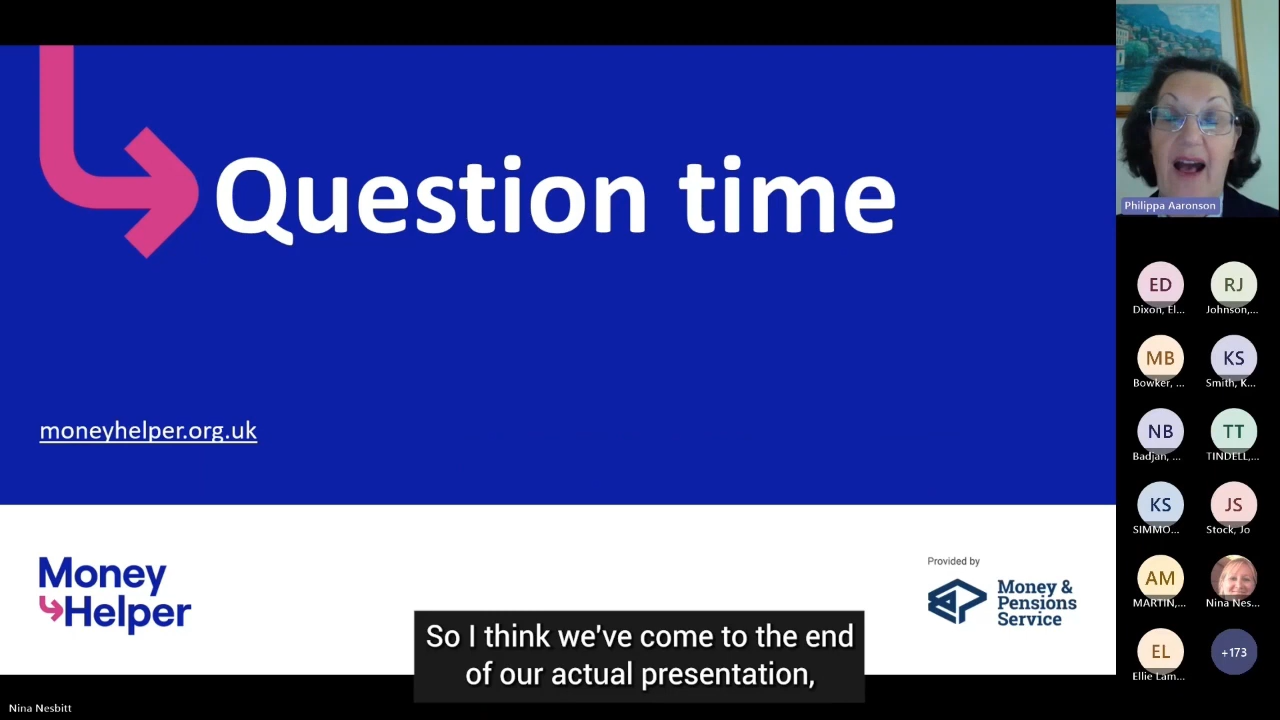 Question time
moneyhelper.org.uk
Money
Helper
Provided by
Money &
Pensions
Service
So I think we've come to the end
of our actual presentation,
Nina Nesbitt
Philippa Aaronson
ED
RJ
Dixon, El...
Johnson,...
MB
KS
Bowker, ...
Smith, K...
NB
TT
Badjan, ...
TINDELL,...
KS
JS
SIMMO...
Stock, Jo
AM
MARTIN,...
Nina Nes...
EL
+173
Ellie Lam...